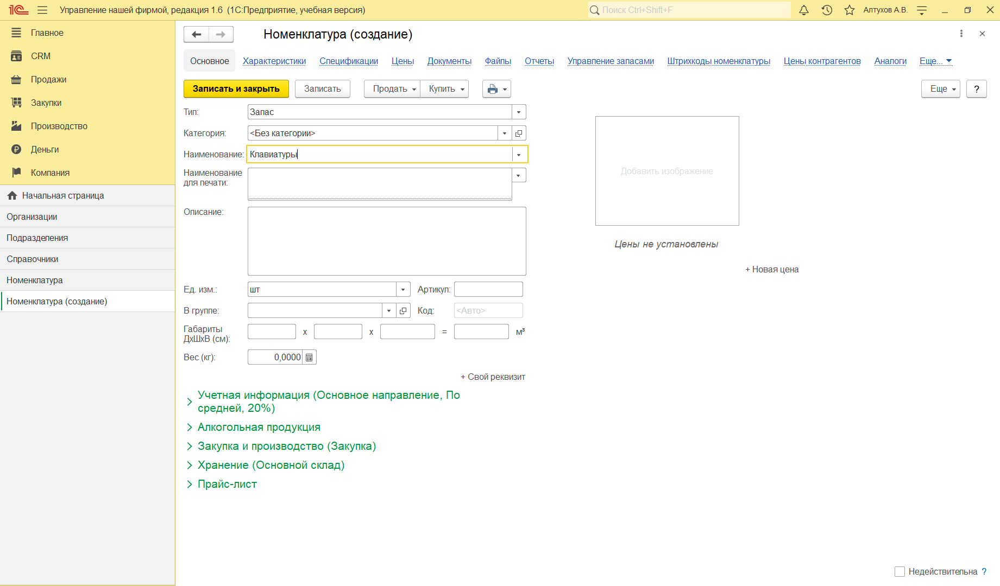 1С Управление нашей фирмой, редакция 1.6 (1С:Предприятие, учебная версия) Поиск Ctrl+Shift+F Алтухов А.В.
Главное
CRM
Продажи
Закупки
Производство
Деньги
Компания
Начальная страница
Организации
Подразделения
Справочники
Номенклатура
Номенклатура (создание)
Номенклатура (создание)
Основное Характеристики Спецификации Цены Документы Файлы Отчеты Управление запасами Штрихкоды номенклатуры Цены контрагентов Аналоги Еще...
Записать и закрыть Записать Продать Купить Еще ?
Тип: Запас
Категория: <Без категории>
Наименование: Клавиатуры
Наименование
для печати:
Описание:
Ед. изм.: шт Артикул:
В группе: Код: <Авто>
Габариты
ДхШхВ (см): x x = м³
Вес (кг): 0,0000
+ Свой реквизит
Учетная информация (Основное направление, По
средней, 20%)
Алкогольная продукция
Закупка и производство (Закупка)
Хранение (Основной склад)
Прайс-лист
Добавить изображение
Цены не установлены
+ Новая цена
Недействительна ?